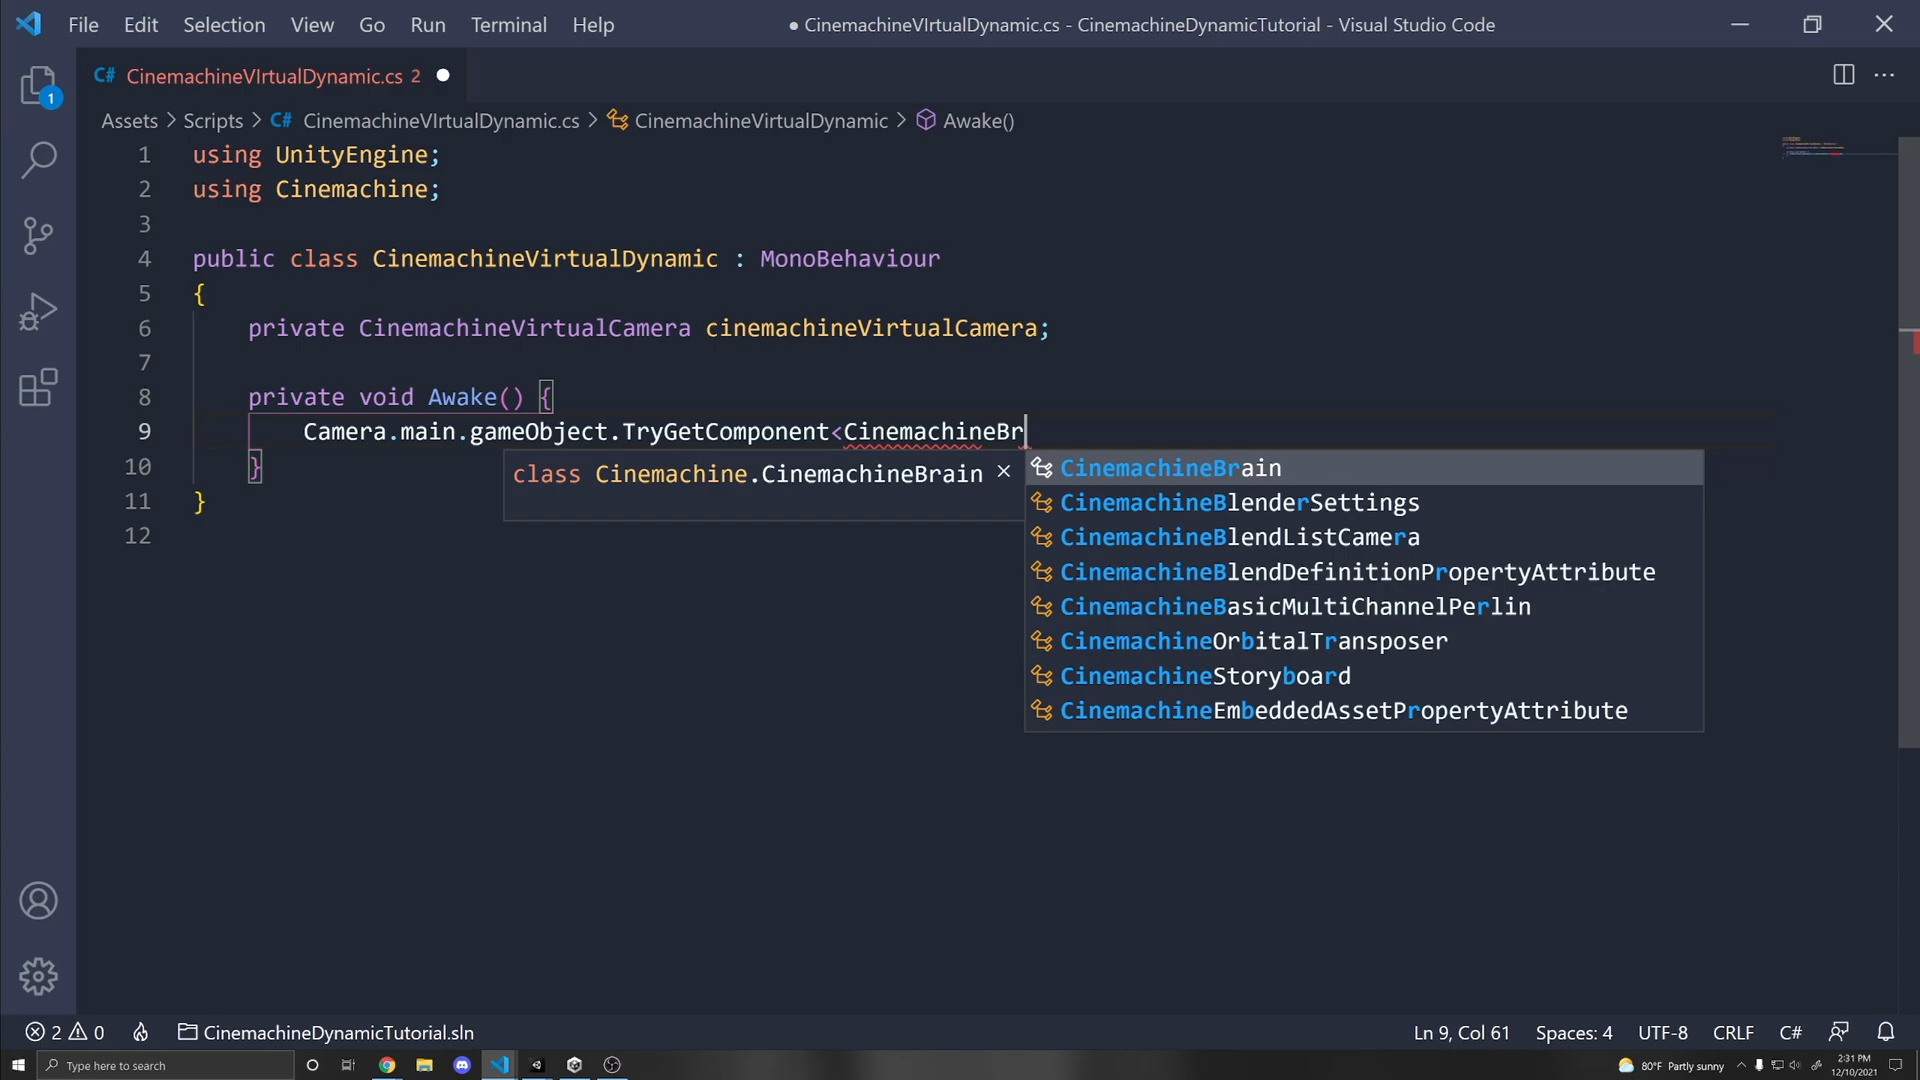 File Edit Selection View Go Run Terminal Help
● CinemachineVIrtualDynamic.cs - CinemachineDynamicTutorial - Visual Studio Code
C# CinemachineVIrtualDynamic.cs 2
1
Assets > Scripts > C# CinemachineVIrtualDynamic.cs > CinemachineVirtualDynamic > Awake()
1 using UnityEngine;
2 using Cinemachine;
3
4 public class CinemachineVirtualDynamic : MonoBehaviour
5 {
6 private CinemachineVirtualCamera cinemachineVirtualCamera;
7
8 private void Awake() {
9 Camera.main.gameObject.TryGetComponent<CinemachineBr
10 }
11 }
12
class Cinemachine.CinemachineBrain
CinemachineBrain
CinemachineBlenderSettings
CinemachineBlendListCamera
CinemachineBlendDefinitionPropertyAttribute
CinemachineBasicMultiChannelPerlin
CinemachineOrbitalTransposer
CinemachineStoryboard
CinemachineEmbeddedAssetPropertyAttribute
2 0 CinemachineDynamicTutorial.sln
Ln 9, Col 61 Spaces: 4 UTF-8 CRLF C#
Type here to search
80°F Partly sunny
2:31 PM
12/10/2021